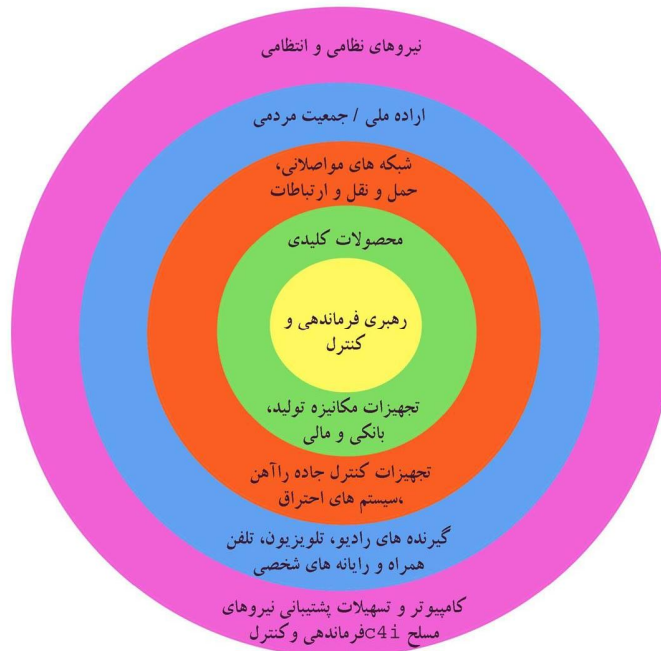 نیروهای نظامی و انتظامی
اراده ملی / جمعیت مردمی
شبکه های مواصلاتی،
حمل و نقل و ارتباطات
محصولات کلیدی
رهبری فرماندهی و
کنترل
تجهیزات مکانیزه تولید،
بانکی و مالی
تجهیزات کنترل جاده راآهن
،سیستم های احتراق
گیرنده های رادیو، تلویزیون، تلفن
همراه و رایانه های شخصی
کامپیوتر و تسهیلات پشتیبانی نیروهای
مسلح c4iفرماندهی وکنترل